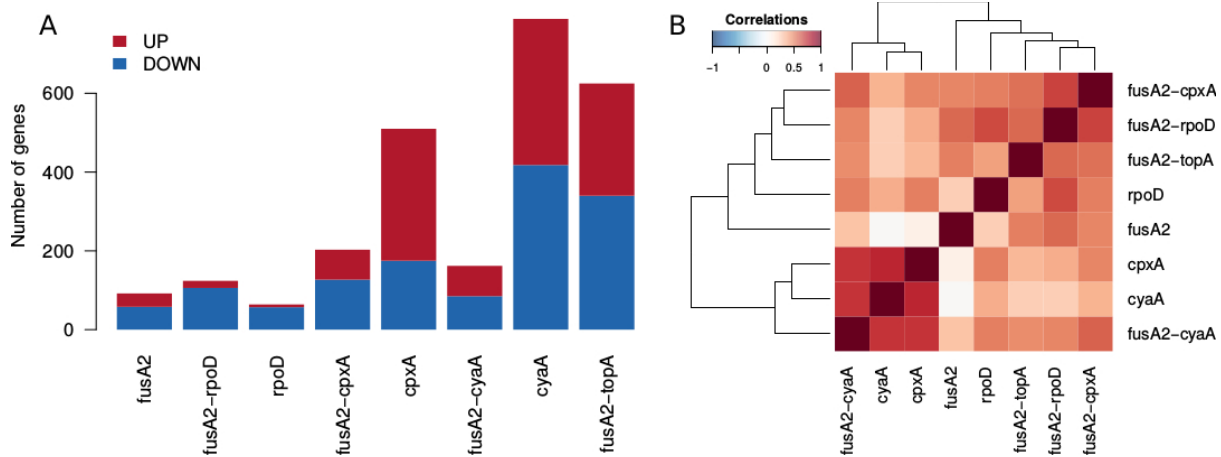 A
UP
DOWN
Number of genes
600
400
200
0
fusA2
fusA2−rpoD
rpoD
fusA2−cpxA
cpxA
fusA2−cyaA
cyaA
fusA2−topA
B
Correlations
−1
0
0.5
1
fusA2−cpxA
fusA2−rpoD
fusA2−topA
rpoD
fusA2
cpxA
cyaA
fusA2−cyaA
fusA2−cyaA
cyaA
cpxA
fusA2
rpoD
fusA2−topA
fusA2−rpoD
fusA2−cpxA